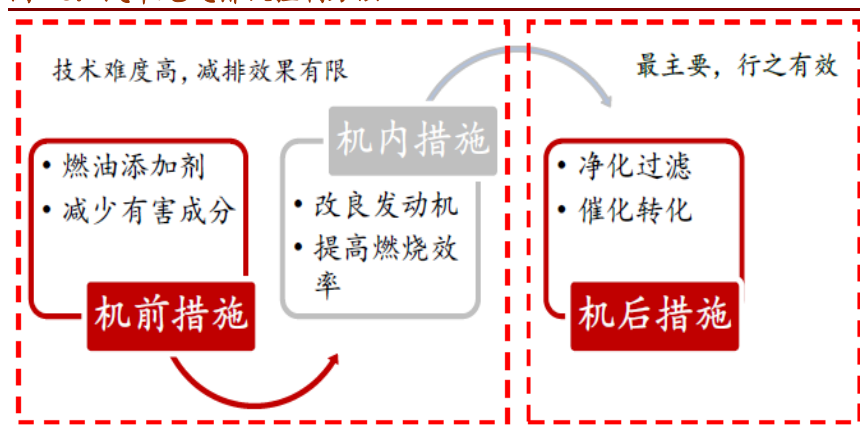 技术难度高，减排效果有限
最主要，行之有效
机内措施
• 燃油添加剂
• 减少有害成分
机前措施
• 改良发动机
• 提高燃烧效
率
• 净化过滤
• 催化转化
机后措施